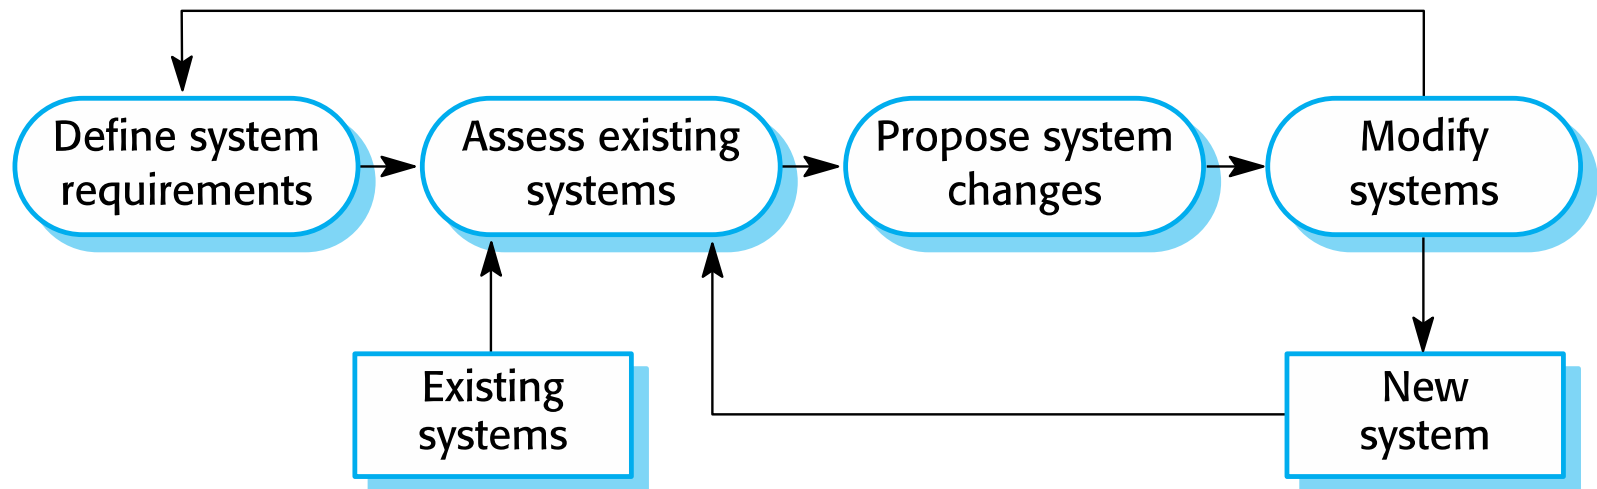 Define system
requirements
Assess existing
systems
Propose system
changes
Modify
systems
Existing
systems
New
system